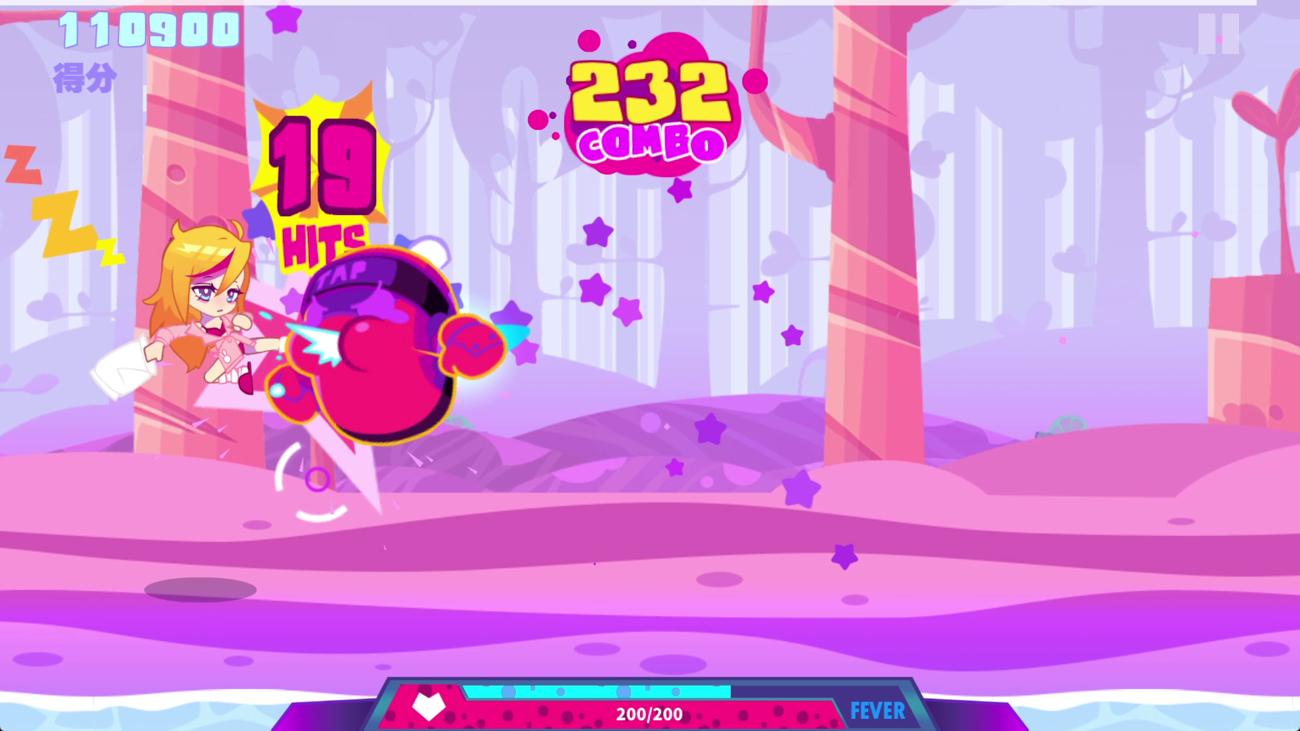 110900
得分
232
COMBO
19
HITS
Z
Z
Z
TAP
200/200
FEVER